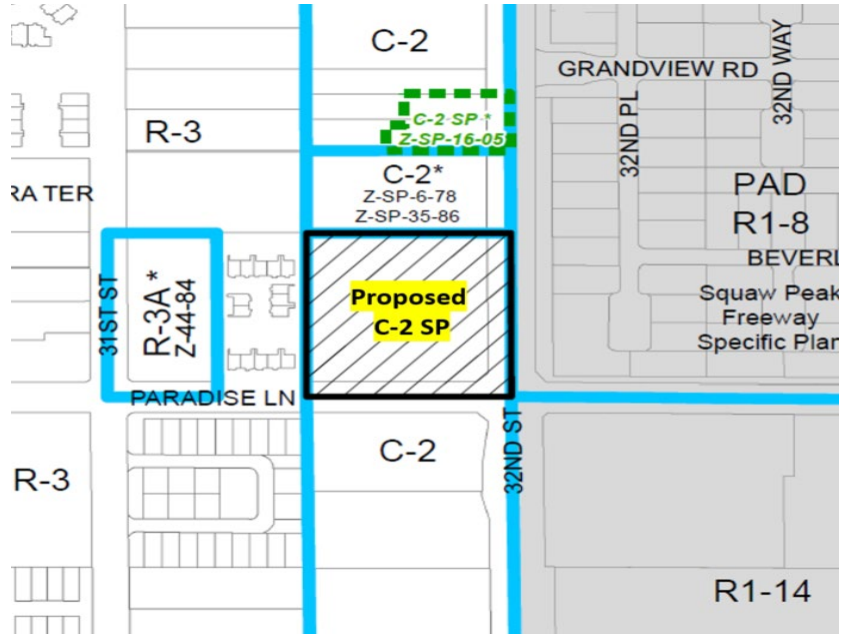 C-2
GRANDVIEW RD
32ND WAY
32ND PL
R-3
C-2 SP *
Z-SP-16-05
C-2*
Z-SP-6-78
Z-SP-35-86
RA TER
PAD
R1-8
BEVERL
31ST ST
R-3A*
Z-44-84
Proposed
C-2 SP
Squaw Peak
Freeway
Specific Plan
PARADISE LN
C-2
32ND ST
R-3
R1-14